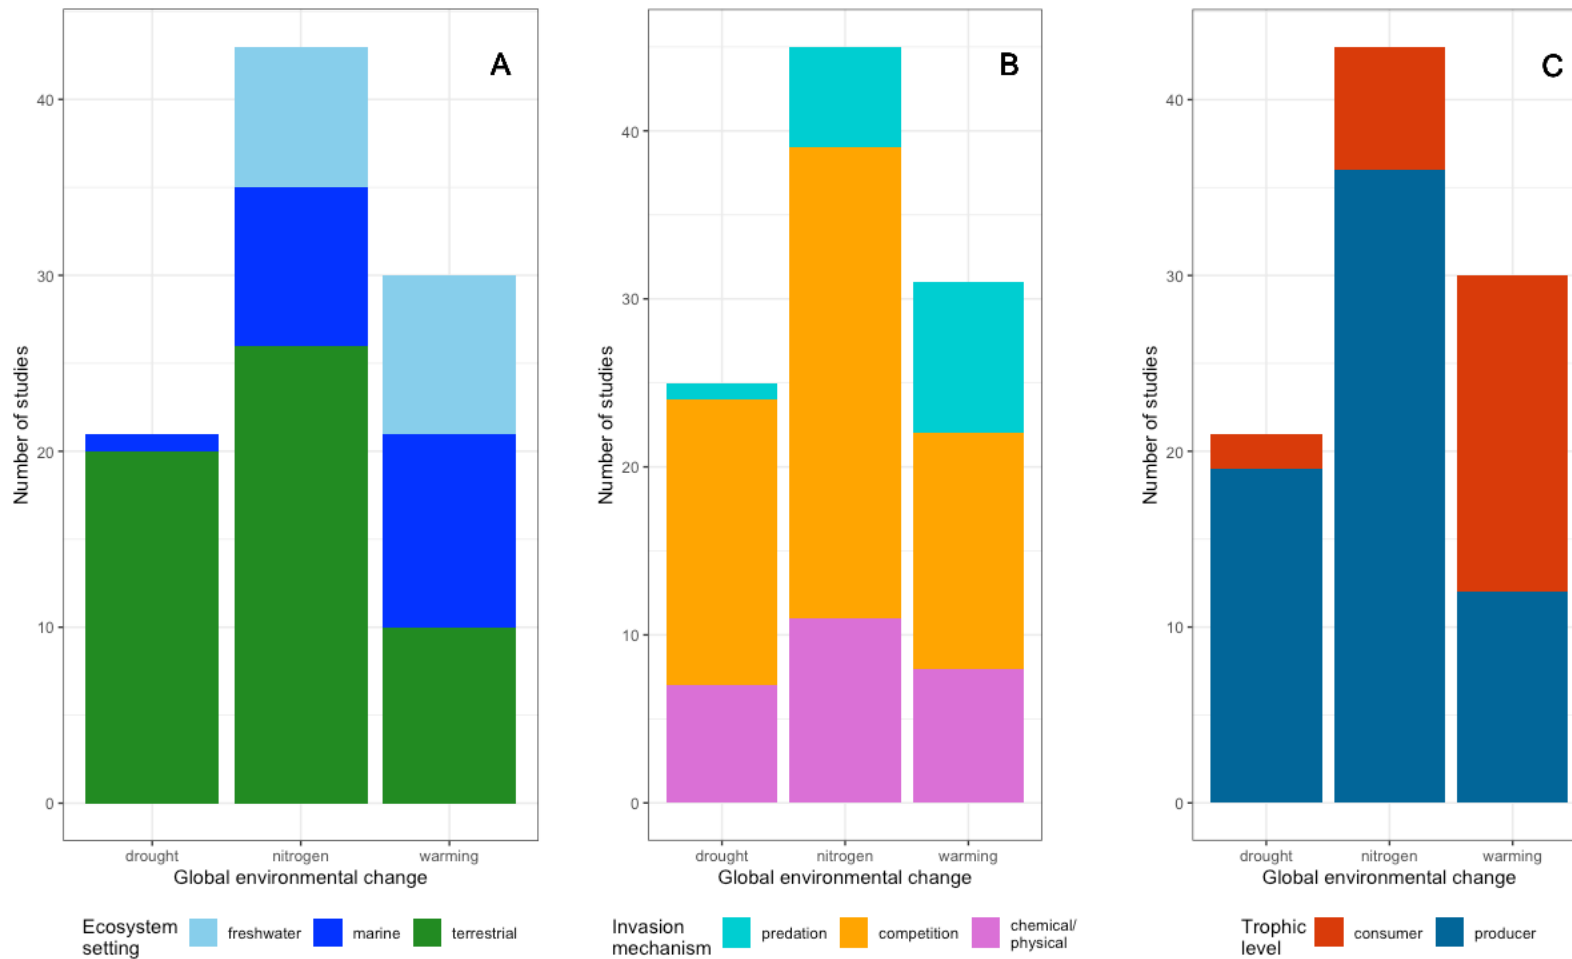 A
Number of studies
40
30
20
10
0
drought nitrogen warming
Global environmental change
Ecosystem
setting
freshwater marine terrestrial
B
Number of studies
40
30
20
10
0
drought nitrogen warming
Global environmental change
Invasion
mechanism
predation competition chemical/
physical
C
Number of studies
40
30
20
10
0
drought nitrogen warming
Global environmental change
Trophic
level
consumer producer